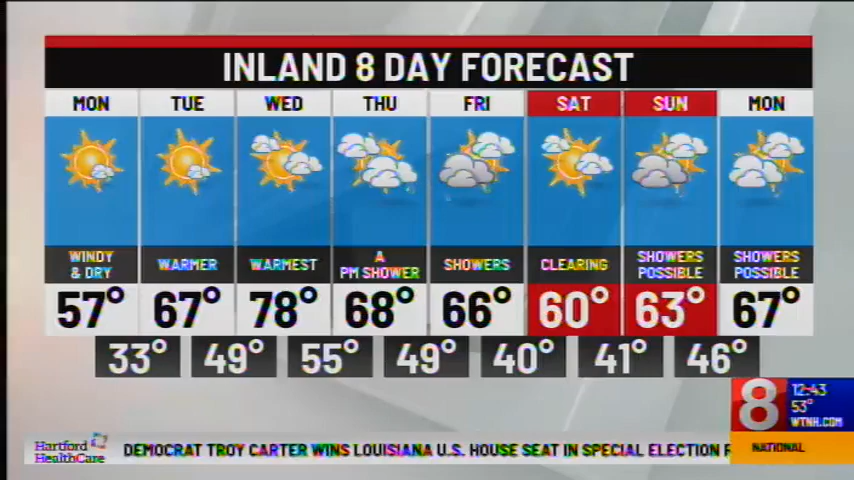 INLAND 8 DAY FORECAST
MON TUE WED THU FRI SAT SUN MON
WINDY & DRY
WARMER
WARMEST
A PM SHOWER
SHOWERS
CLEARING
SHOWERS POSSIBLE
SHOWERS POSSIBLE
57° 67° 78° 68° 66° 60° 63° 67°
33° 49° 55° 49° 40° 41° 46°
8
12:43
53°
WTNH.COM
Hartford
HealthCare
DEMOCRAT TROY CARTER WINS LOUISIANA U.S. HOUSE SEAT IN SPECIAL ELECTION
NATIONAL